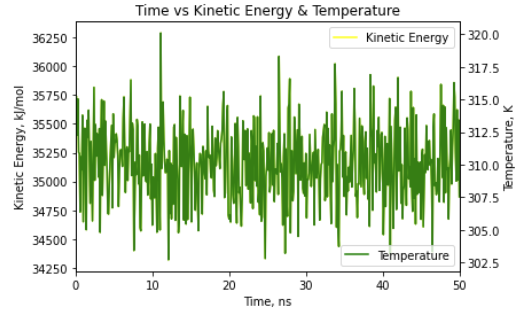 Time vs Kinetic Energy & Temperature
Kinetic Energy, kJ/mol
36250
36000
35750
35500
35250
35000
34750
34500
34250
Kinetic Energy
Temperature
320.0
317.5
315.0
312.5
310.0
307.5
305.0
302.5
Temperature, K
0 10 20 30 40 50
Time, ns